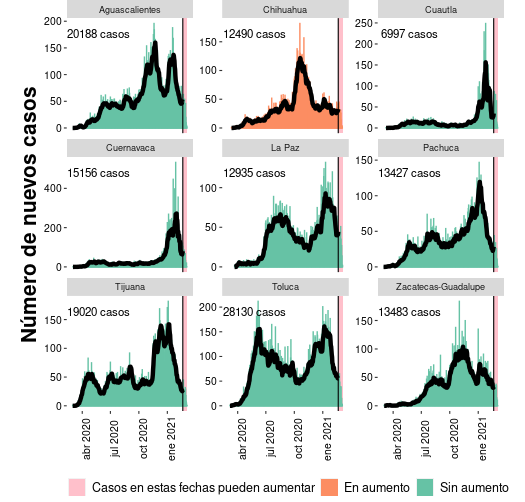 Número de nuevos casos
Aguascalientes
Chihuahua
Cuautla
200
150
100
50
0
20188 casos
150
100
50
0
12490 casos
250
200
150
100
50
0
6997 casos
Cuernavaca
La Paz
Pachuca
400
200
0
15156 casos
100
50
0
12935 casos
150
100
50
0
13427 casos
Tijuana
Toluca
Zacatecas-Guadalupe
150
100
50
0
19020 casos
200
150
100
50
0
28130 casos
200
150
100
50
0
13483 casos
abr 2020
jul 2020
oct 2020
ene 2021
abr 2020
jul 2020
oct 2020
ene 2021
abr 2020
jul 2020
oct 2020
ene 2021
Casos en estas fechas pueden aumentar
En aumento
Sin aumento